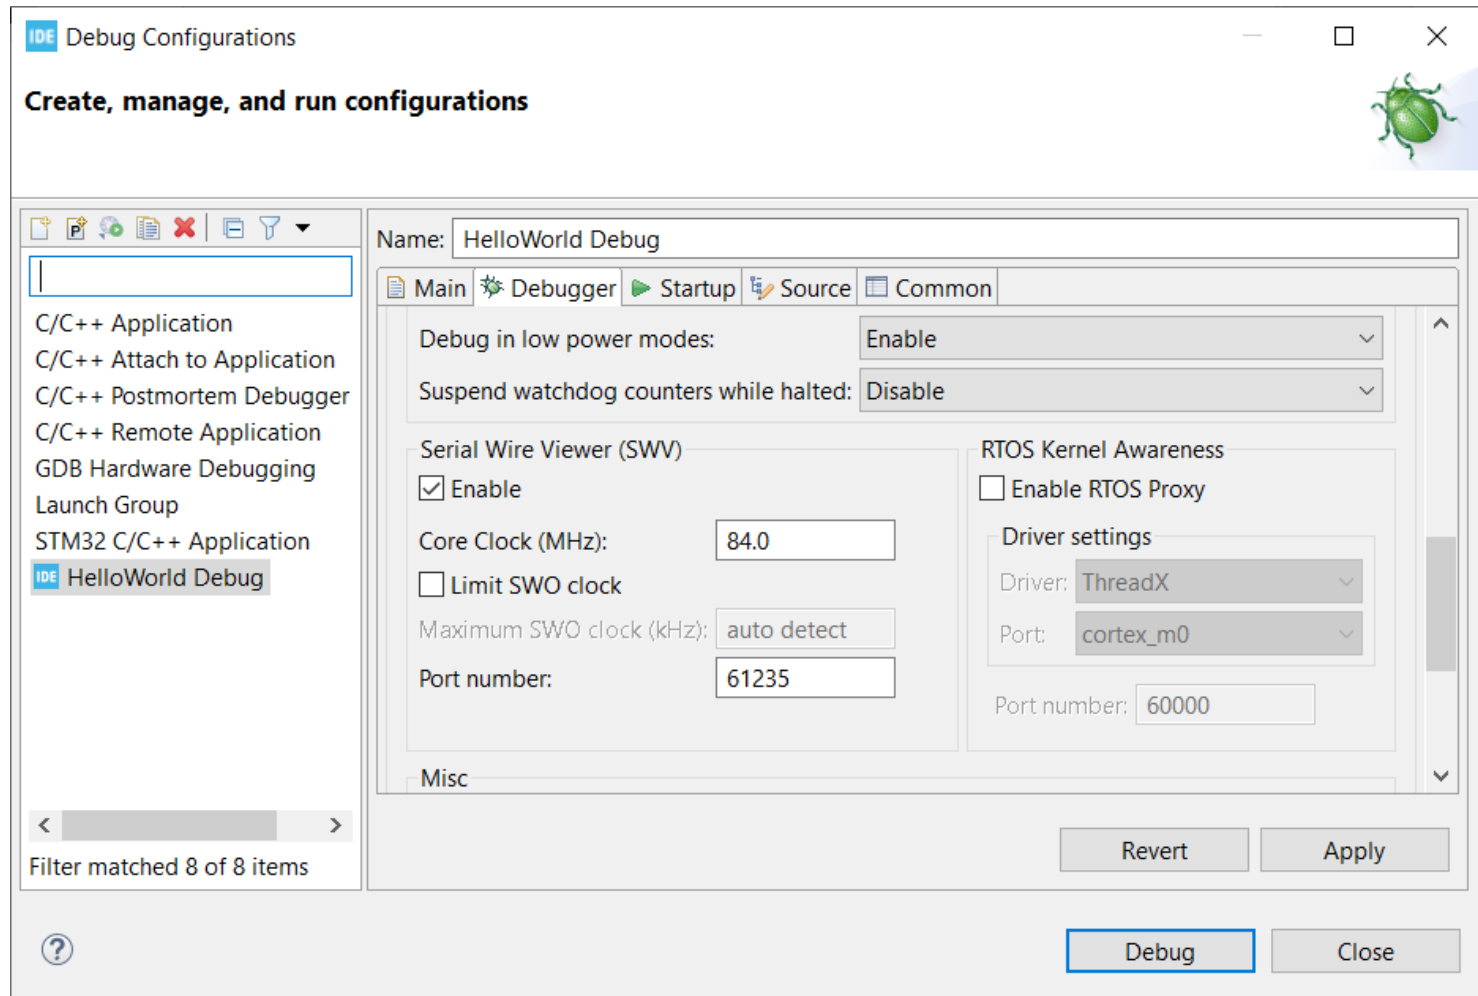 IDE Debug Configurations
Create, manage, and run configurations
Name: HelloWorld Debug
Main Debugger Startup Source Common
C/C++ Application
C/C++ Attach to Application
C/C++ Postmortem Debugger
C/C++ Remote Application
GDB Hardware Debugging
Launch Group
STM32 C/C++ Application
IDE HelloWorld Debug
Filter matched 8 of 8 items
Debug in low power modes: Enable
Suspend watchdog counters while halted: Disable
Serial Wire Viewer (SWV)
Enable
Core Clock (MHz): 84.0
Limit SWO clock
Maximum SWO clock (kHz): auto detect
Port number: 61235
RTOS Kernel Awareness
Enable RTOS Proxy
Driver settings
Driver: ThreadX
Port: cortex_m0
Port number: 60000
Misc
Revert Apply
? Debug Close